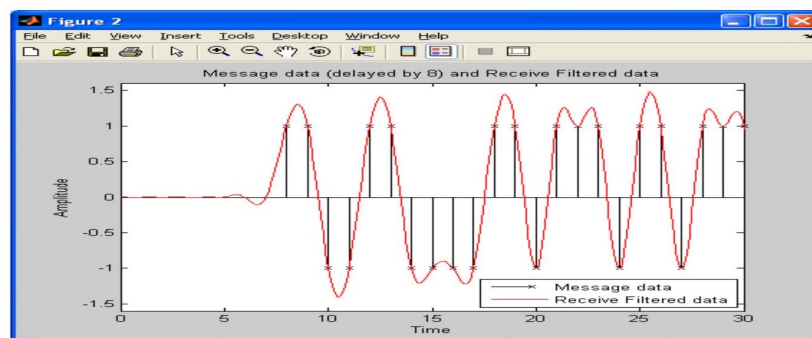 Figure 2
File Edit View Insert Tools Desktop Window Help
Message data (delayed by 8) and Receive Filtered data
1.5
1
0.5
0
-0.5
-1
-1.5
Amplitude
0 5 10 15 20 25 30
Time
Message data
Receive Filtered data